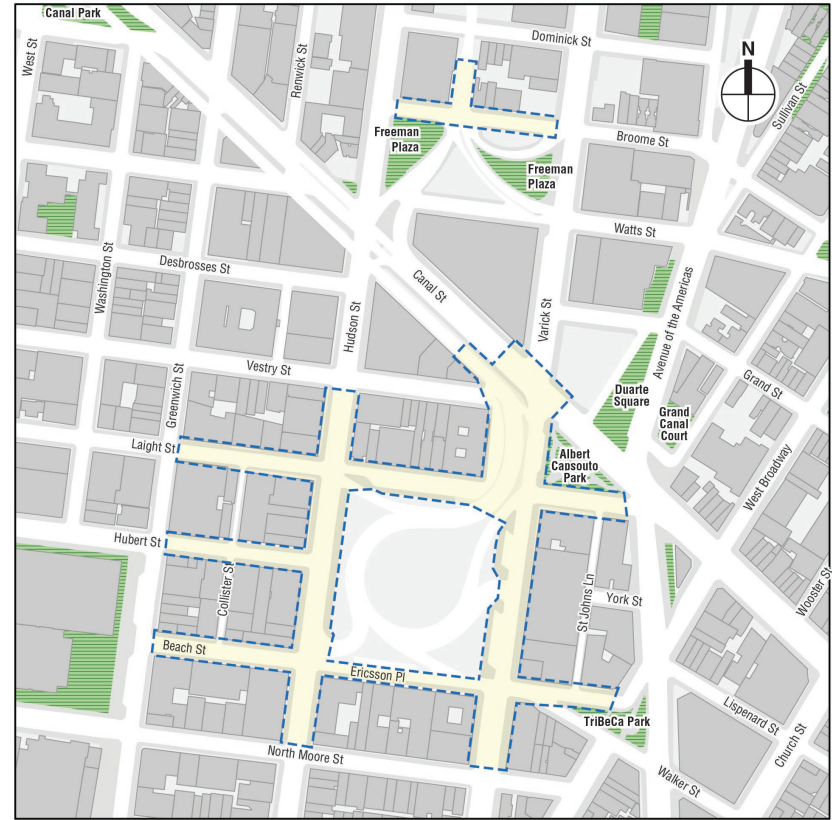 Canal Park
Dominick St
N
West St
Renwick St
Sullivan St
Freeman
Plaza
Broome St
Freeman
Plaza
Watts St
Washington St
Desbrosses St
Canal St
Hudson St
Varick St
Avenue of the Americas
Vestry St
Duarte
Square
Grand St
Greenwich St
Grand
Canal
Court
Laight St
Albert
Capsouto
Park
West Broadway
Hubert St
Collister St
St Johns Ln
York St
Wooster St
Beach St
Ericsson Pl
TriBeCa Park
Lispenard St
Church St
North Moore St
Walker St